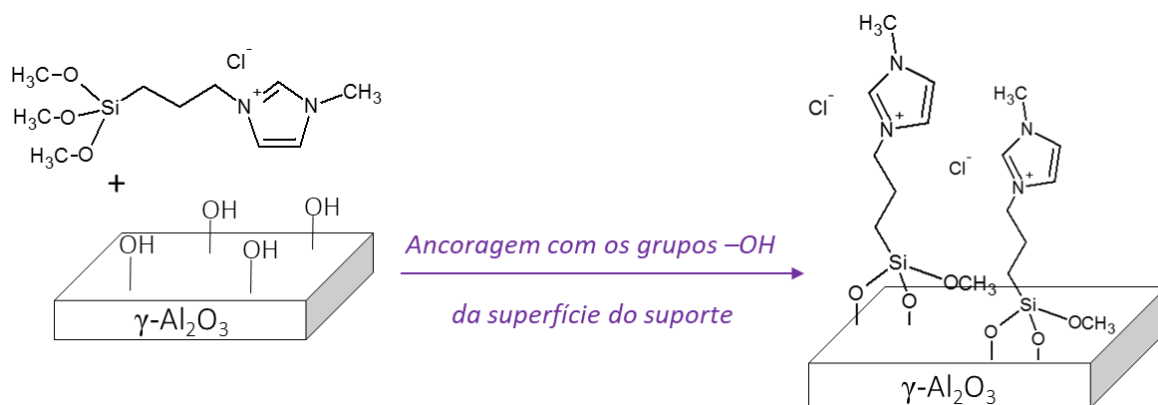 Cl⁻
H₃C–O
H₃CO
H₃C–O
Si
N
+
N
CH₃
+
OH
OH
OH
OH
γ-Al₂O₃
Ancoragem com os grupos –OH
da superfície do suporte
H₃C
N
Cl⁻
N
+
H₃C
N
Cl⁻
N
+
Si
OCH₃
O
O
Si
OCH₃
O
O
γ-Al₂O₃